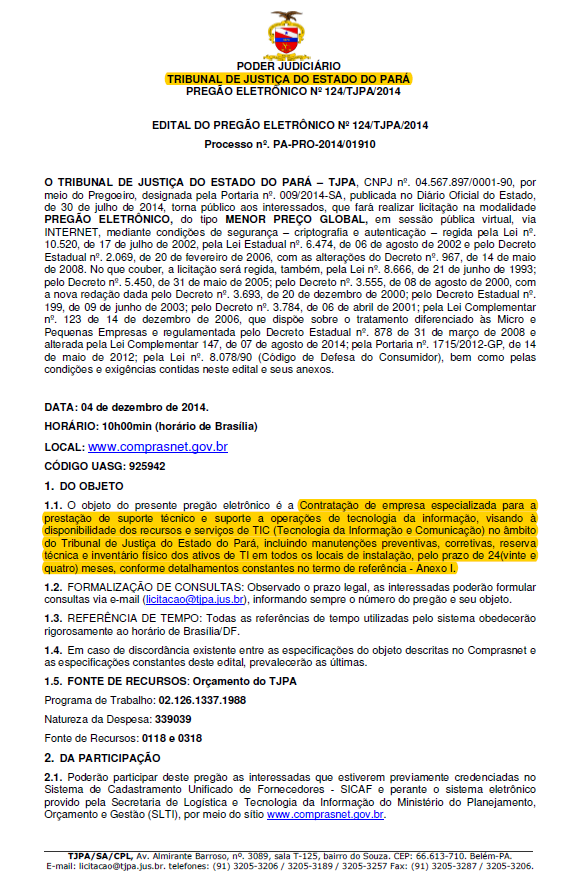 PODER JUDICIÁRIO
TRIBUNAL DE JUSTIÇA DO ESTADO DO PARÁ
PREGÃO ELETRÔNICO Nº 124/TJPA/2014
EDITAL DO PREGÃO ELETRÔNICO Nº 124/TJPA/2014
Processo nº. PA-PRO-2014/01910
O TRIBUNAL DE JUSTIÇA DO ESTADO DO PARÁ – TJPA, CNPJ nº. 04.567.897/0001-90, por
meio do Pregoeiro, designada pela Portaria nº. 009/2014-SA, publicada no Diário Oficial do Estado,
de 30 de julho de 2014, torna público aos interessados, que fará realizar licitação na modalidade
PREGÃO ELETRÔNICO, do tipo MENOR PREÇO GLOBAL, em sessão pública virtual, via
INTERNET, mediante condições de segurança – criptografia e autenticação – regida pela Lei nº.
10.520, de 17 de julho de 2002, pela Lei Estadual nº. 6.474, de 06 de agosto de 2002 e pelo Decreto
Estadual nº. 2.069, de 20 de fevereiro de 2006, com as alterações do Decreto nº. 967, de 14 de
maio de 2008. No que couber, a licitação será regida, também, pela Lei nº. 8.666, de 21 de junho de 1993;
pelo Decreto nº. 5.450, de 31 de maio de 2005; pelo Decreto nº. 3.555, de 08 de agosto de 2000, com
a nova redação dada pelo Decreto nº. 3.693, de 20 de dezembro de 2000; pelo Decreto Estadual nº.
199, de 09 de junho de 2003; pelo Decreto nº. 3.784, de 06 de abril de 2001; pela Lei Complementar
nº. 123 de 14 de dezembro de 2006, q dispõe sobre o tratamento diferenciado às Micro e
Pequenas Empresas e regulamentada pelo Decreto Estadual nº. 878 de 31 de março de 2008 e
alterada pela Lei Complementar 147, de 07 de agosto de 2014; pela Portaria nº. 1715/2012-GP, de 14
de maio de 2012; pela Lei nº. 8.078/90 (Código de Defesa do Consumidor), bem como pelas
condições e exigências contidas neste edital e seus anexos.
DATA: 04 de dezembro de 2014.
HORÁRIO: 10h00min (horário de Brasília)
LOCAL: www.comprasnet.gov.br
CÓDIGO UASG: 925942
1. DO OBJETO
1.1. O objeto do presente pregão eletrônico é a Contratação de empresa especializada para a
prestação de suporte técnico e suporte a operações de tecnologia da informação, visando à
disponibilidade dos recursos e serviços de TIC (Tecnologia da Informação e Comunicação) no âmbito
do Tribunal de Justiça do Estado do Pará, incluindo manutenções preventivas, corretivas, reserva
técnica e inventário físico dos ativos de TI em todos os locais de instalação, pelo prazo de 24(vinte e
quatro) meses, conforme detalhamentos constantes no termo de referência - Anexo I.
1.2. FORMALIZAÇÃO DE CONSULTAS: Observado o prazo legal, as interessadas poderão formular
consultas via e-mail (licitacao@tjpa.jus.br), informando sempre o número do pregão e seu objeto.
1.3. REFERÊNCIA DE TEMPO: Todas as referências de tempo utilizadas pelo sistema obedecerão
rigorosamente ao horário de Brasília/DF.
1.4. Em caso de discordância existente entre as especificações do objeto descritas no Comprasnet e
as especificações constantes deste edital, prevalecerão as últimas.
1.5. FONTE DE RECURSOS: Orçamento do TJPA
Programa de Trabalho: 02.126.1337.1988
Natureza da Despesa: 339039
Fonte de Recursos: 0118 e 0318
2. DA PARTICIPAÇÃO
2.1. Poderão participar deste pregão as interessadas que estiverem previamente credenciadas no
Sistema de Cadastramento Unificado de Fornecedores - SICAF e perante o sistema eletrônico
provido pela Secretaria de Logística e Tecnologia da Informação do Ministério do Planejamento,
Orçamento e Gestão (SLTI), por meio do sítio www.comprasnet.gov.br.
TJPA/SA/CPL, Av. Almirante Barroso, nº. 3089, sala T-125, bairro do Souza. CEP: 66.613-710. Belém-PA.
E-mail: licitacao@tjpa.jus.br. telefones: (91) 3205-3206 / 3205-3189 / 3205-3257 Fax: (91) 3205-3287 / 3205-3206.